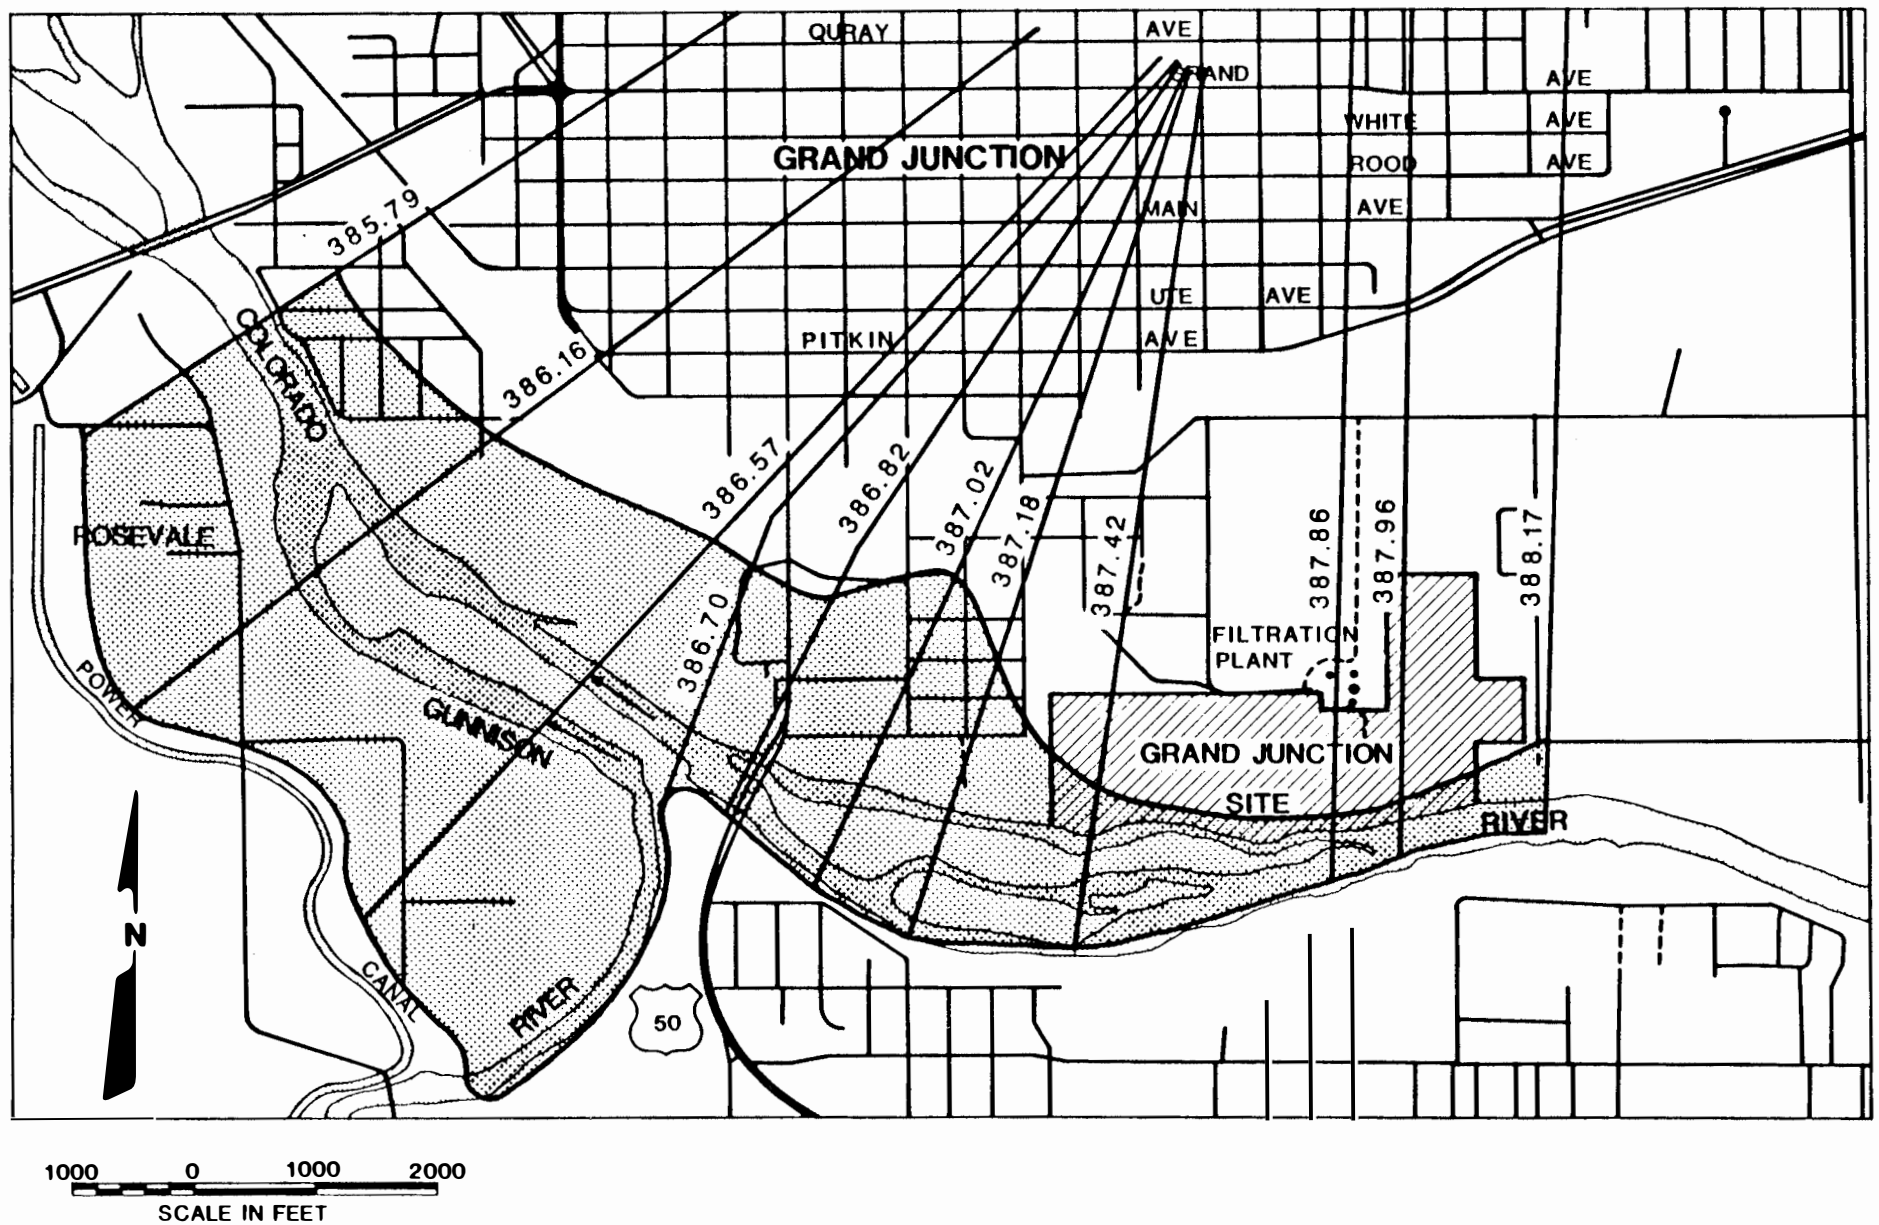 QURAY AVE
GRAND AVE
WHITE AVE
GRAND JUNCTION
ROOD AVE
385.79
MAIN AVE
UTE AVE
COLORADO
PITKIN AVE
386.16
386.57
386.82
387.02
387.18
387.42
387.86
387.96
388.17
ROSEVALE
386.70
FILTRATION
PLANT
POWER
GUNNISON
GRAND JUNCTION
SITE
RIVER
N
CANAL
RIVER
50
1000 0 1000 2000
SCALE IN FEET